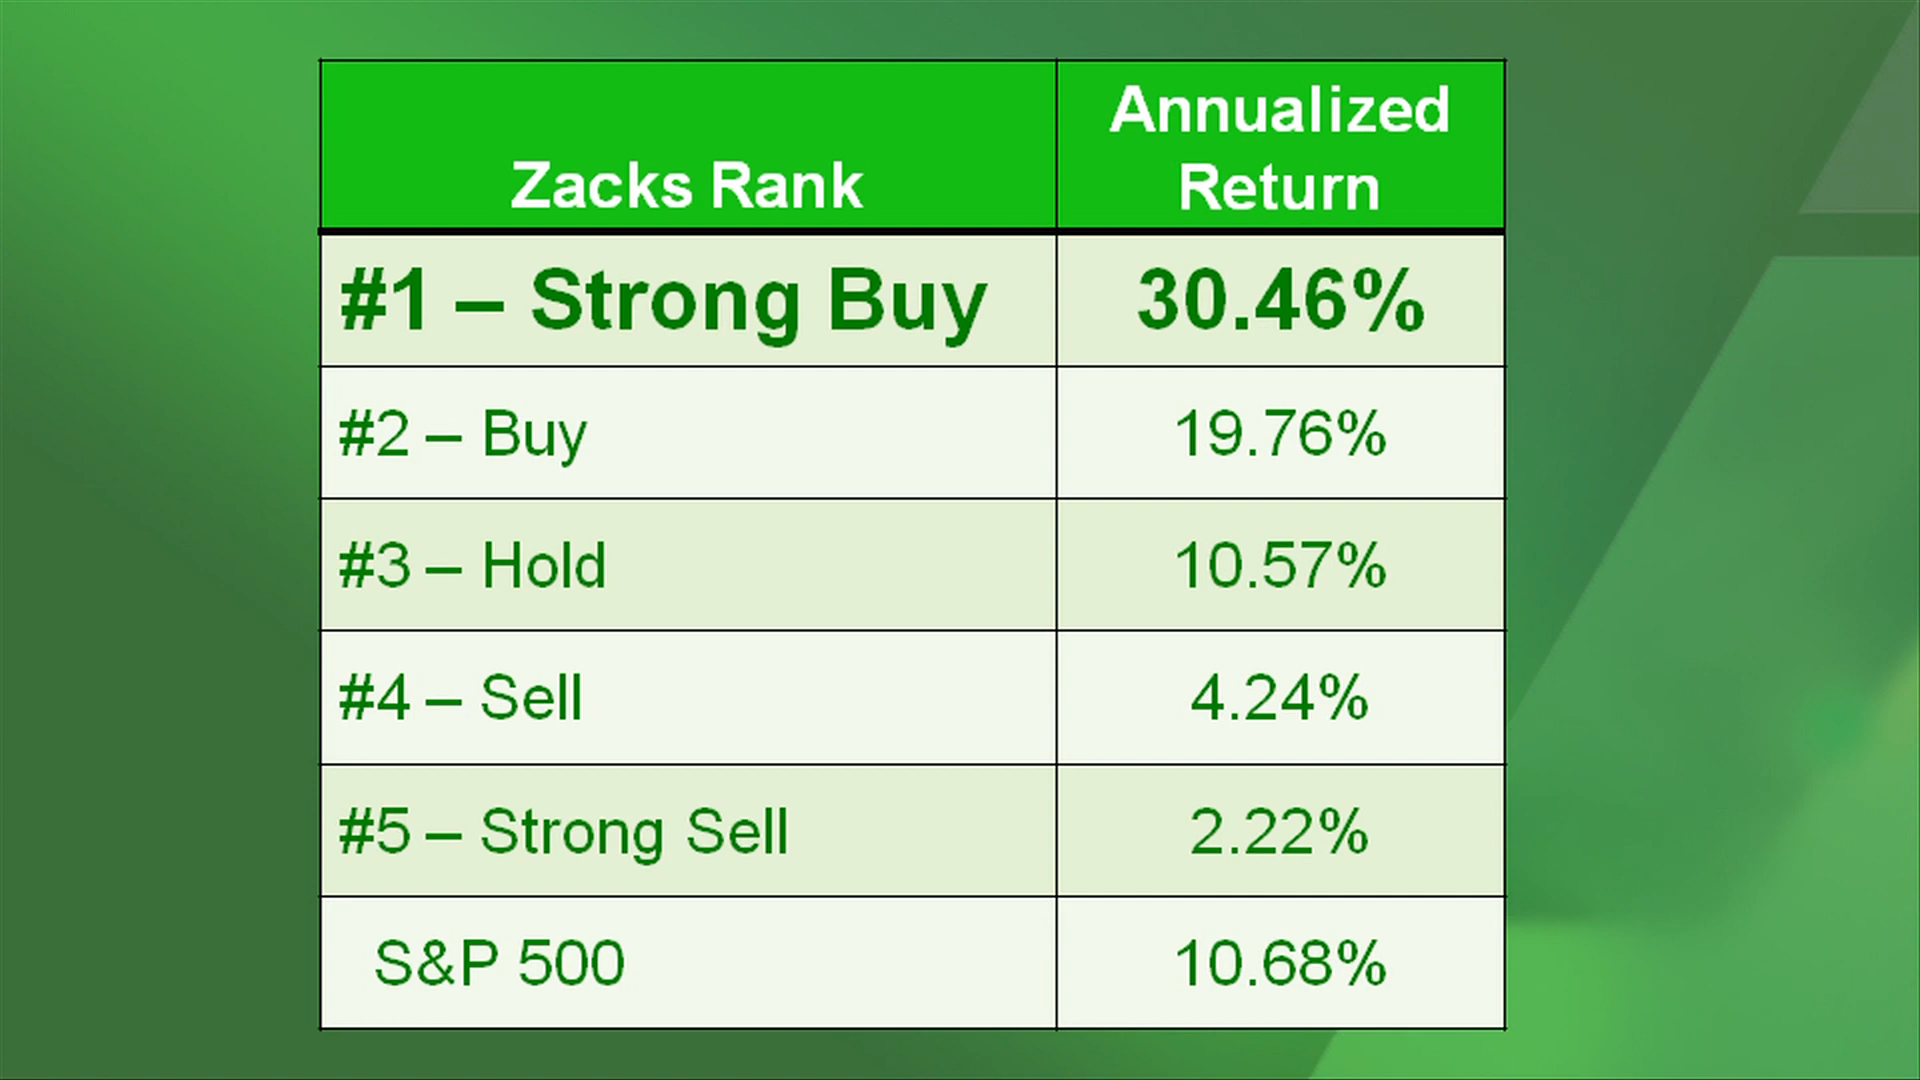 Zacks Rank
Annualized
Return
#1 – Strong Buy
30.46%
#2 – Buy
19.76%
#3 – Hold
10.57%
#4 – Sell
4.24%
#5 – Strong Sell
2.22%
S&P 500
10.68%